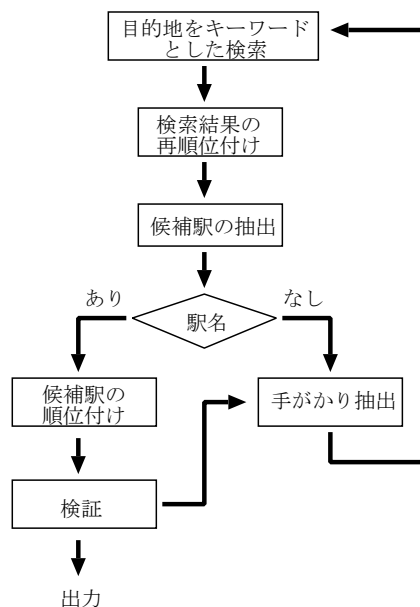 目的地をキーワード
とした検索
検索結果の
再順位付け
候補駅の抽出
あり
駅名
なし
候補駅の
順位付け
手がかり抽出
検証
出力